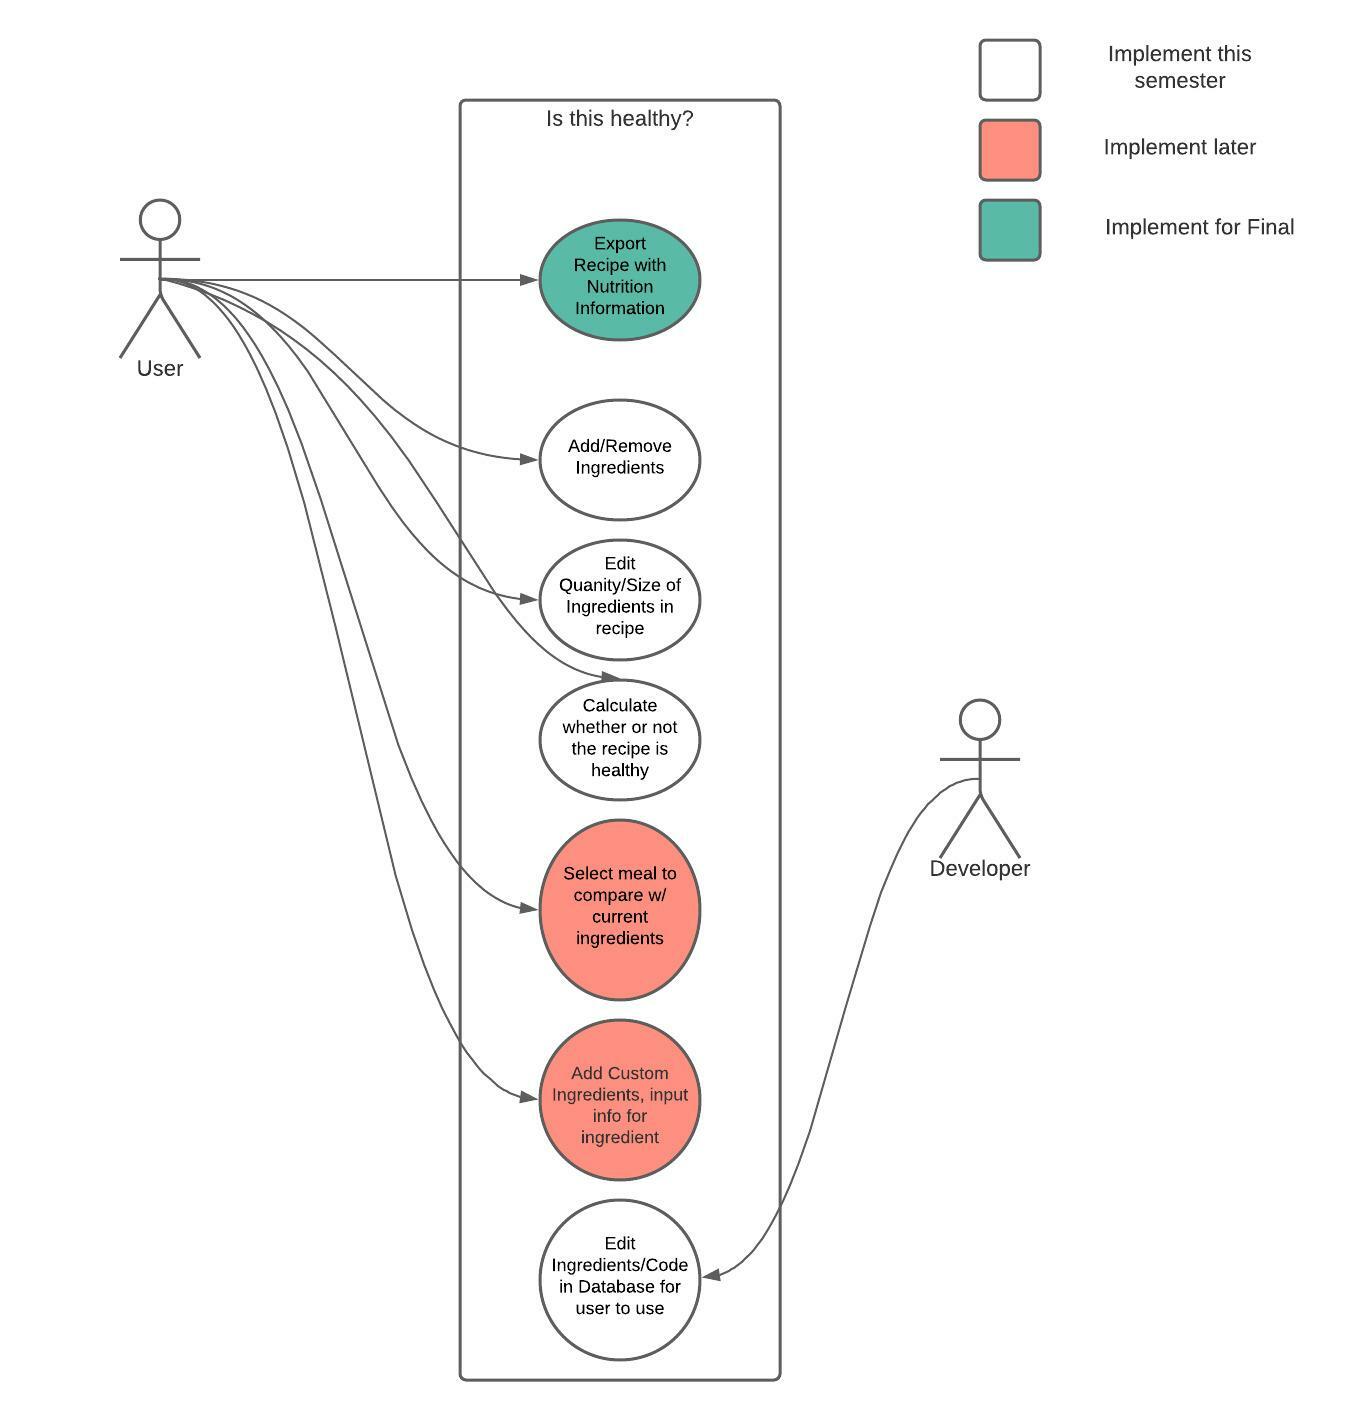 Implement this
semester
Implement later
Implement for Final
Is this healthy?
User
Export
Recipe with
Nutrition
Information
Add/Remove
Ingredients
Edit
Quanity/Size of
Ingredients in
recipe
Calculate
whether or not
the recipe is
healthy
Select meal to
compare w/
current
ingredients
Add Custom
Ingredients, input
info for
ingredient
Edit
Ingredients/Code
in Database for
user to use
Developer